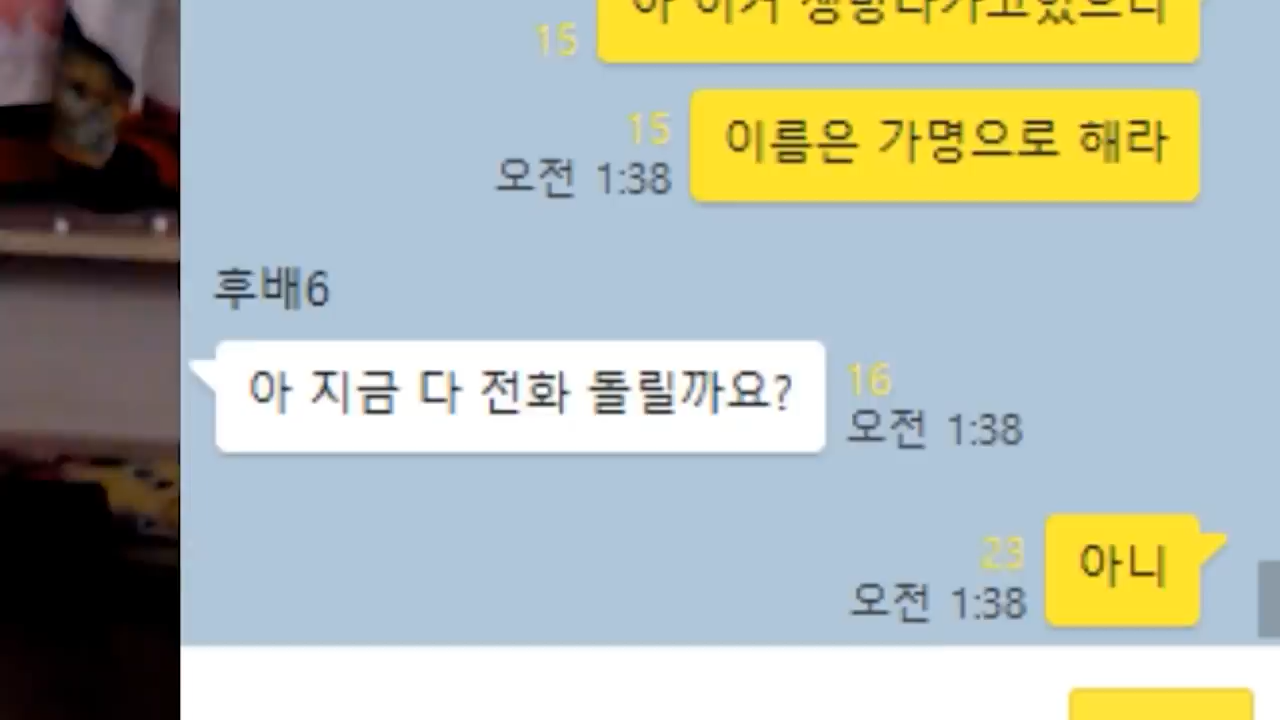 15
15
이름은 가명으로 해라
오전 1:38
후배6
아 지금 다 전화 돌릴까요?
16
오전 1:38
23
아니
오전 1:38